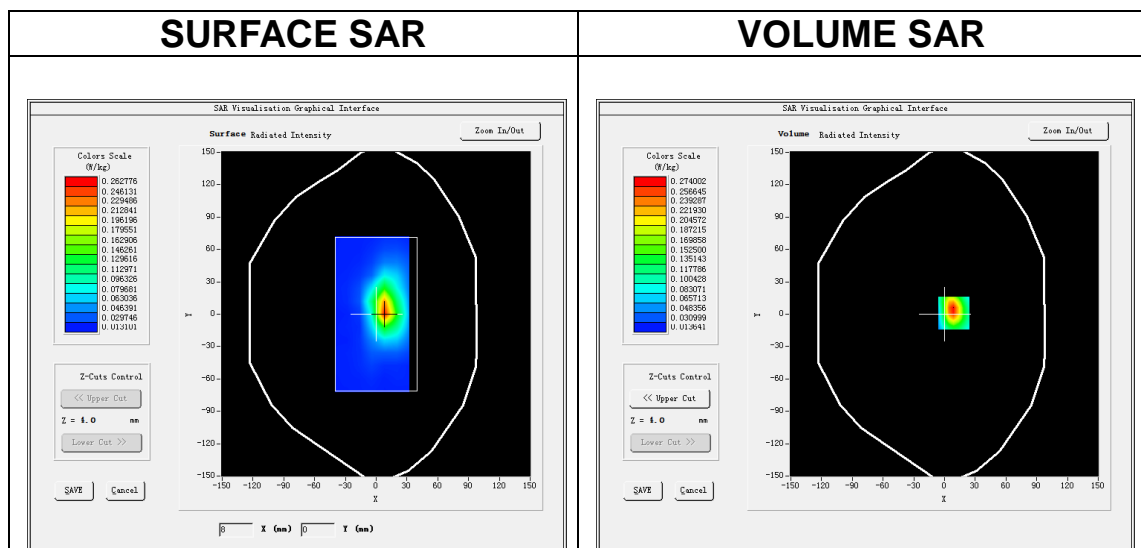 SURFACE SAR
VOLUME SAR
SAR Visualisation Graphical Interface
Surface Radiated Intensity
Zoom In/Out
Colors Scale
(W/kg)
0.262776
0.246131
0.229486
0.212841
0.196196
0.179551
0.162906
0.146261
0.129616
0.112971
0.096326
0.079681
0.063036
0.046391
0.029746
0.013101
Z-Cuts Control
<< Upper Cut
Z = 4.0 mm
Lower Cut >>
SAVE
Cancel
150
120
90
60
30
0
-30
-60
-90
-120
-150
Y
-150 -120 -90 -60 -30 0 30 60 90 120 150
X
8 X (mm) 0 Y (mm)
SAR Visualisation Graphical Interface
Volume Radiated Intensity
Zoom In/Out
Colors Scale
(W/kg)
0.274002
0.256645
0.239287
0.221930
0.204572
0.187215
0.169858
0.152500
0.135143
0.117786
0.100428
0.083071
0.065713
0.048356
0.030999
0.013641
Z-Cuts Control
<< Upper Cut
Z = 4.0 mm
Lower Cut >>
SAVE
Cancel
150
120
90
60
30
0
-30
-60
-90
-120
-150
Y
-150 -120 -90 -60 -30 0 30 60 90 120 150
X